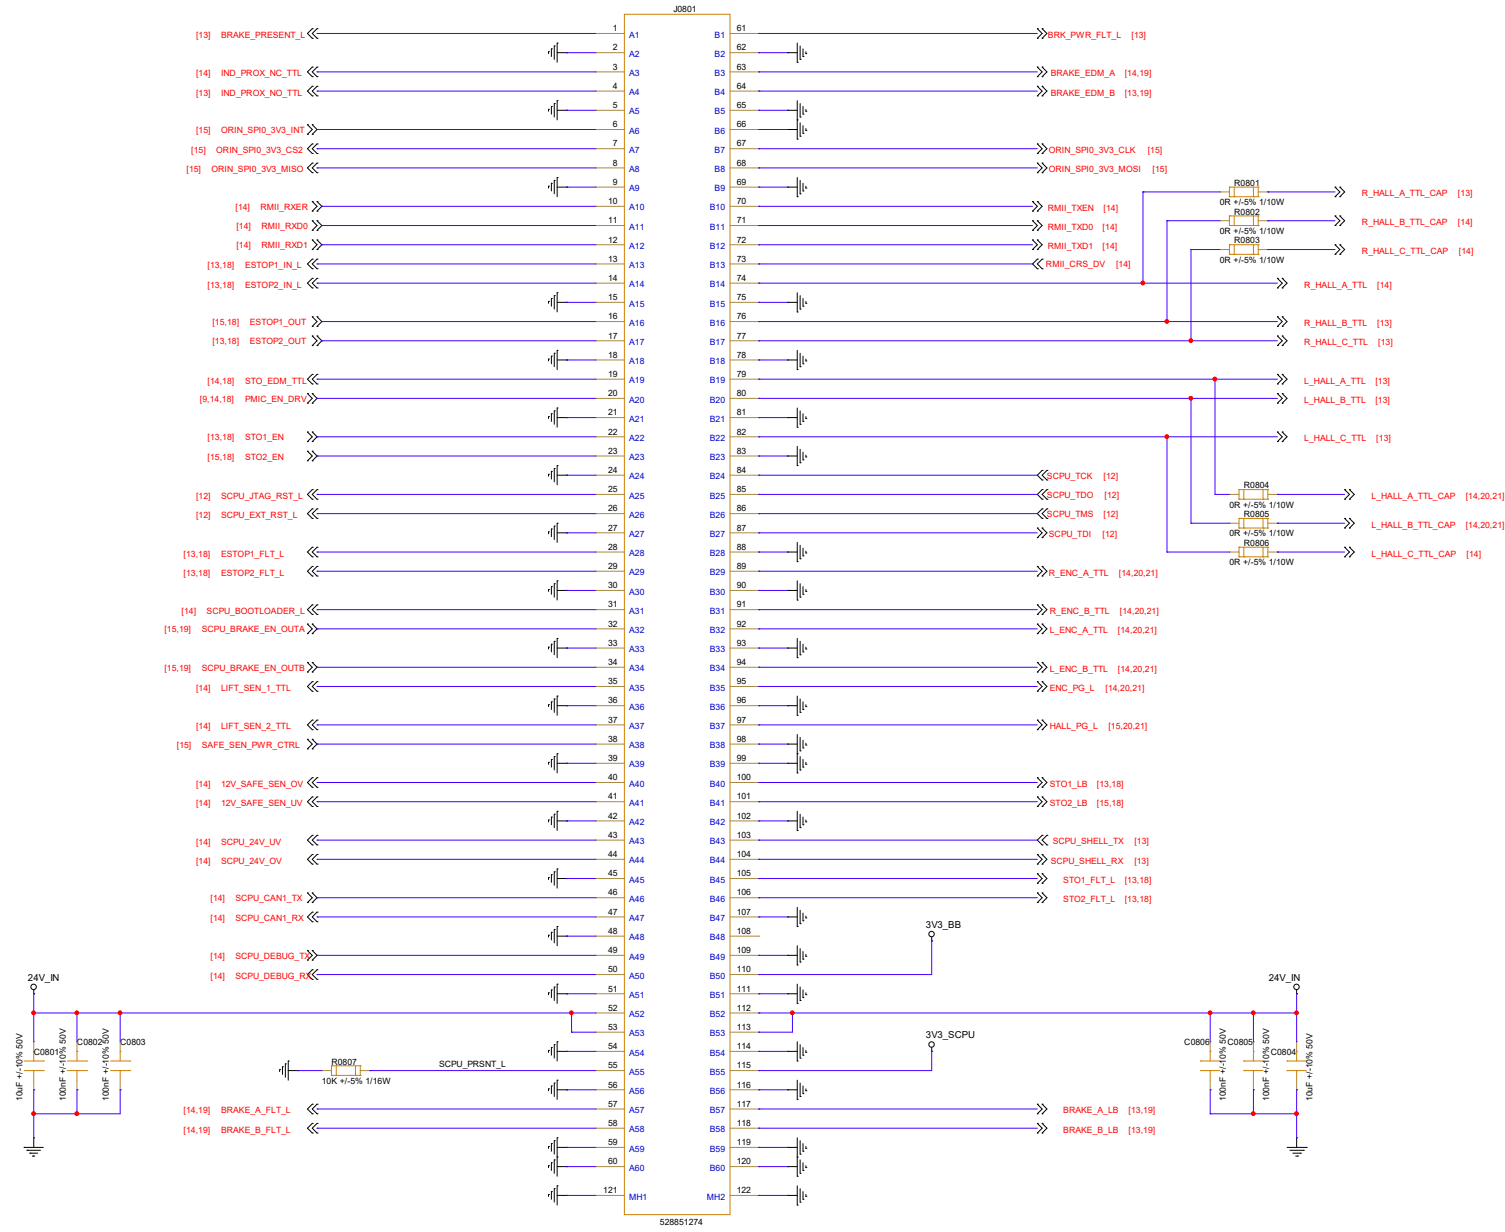 J0801
[13] BRAKE_PRESENT_L 1 A1 B1 61 BRK_PWR_FLT_L [13]
2 A2 B2 62
[14] IND_PROX_NC_TTL 3 A3 B3 63 BRAKE_EDM_A [14,19]
[13] IND_PROX_NO_TTL 4 A4 B4 64 BRAKE_EDM_B [13,19]
5 A5 B5 65
[15] ORIN_SPI0_3V3_INT 6 A6 B6 66
[15] ORIN_SPI0_3V3_CS2 7 A7 B7 67 ORIN_SPI0_3V3_CLK [15]
[15] ORIN_SPI0_3V3_MISO 8 A8 B8 68 ORIN_SPI0_3V3_MOSI [15]
9 A9 B9 69
[14] RMII_RXER 10 A10 B10 70 RMII_TXEN [14]
[14] RMII_RXD0 11 A11 B11 71 RMII_TXD0 [14]
[14] RMII_RXD1 12 A12 B12 72 RMII_TXD1 [14]
[13,18] ESTOP1_IN_L 13 A13 B13 73 RMII_CRS_DV [14]
[13,18] ESTOP2_IN_L 14 A14 B14 74 R_HALL_A_TTL [14]
15 A15 B15 75
[15,18] ESTOP1_OUT 16 A16 B16 76 R_HALL_B_TTL [13]
[13,18] ESTOP2_OUT 17 A17 B17 77 R_HALL_C_TTL [13]
18 A18 B18 78
[14,18] STO_EDM_TTL 19 A19 B19 79 L_HALL_A_TTL [13]
[9,14,18] PMIC_EN_DRV 20 A20 B20 80 L_HALL_B_TTL [13]
21 A21 B21 81
[13,18] STO1_EN 22 A22 B22 82 L_HALL_C_TTL [13]
[15,18] STO2_EN 23 A23 B23 83
24 A24 B24 84 SCPU_TCK [12]
[12] SCPU_JTAG_RST_L 25 A25 B25 85 SCPU_TDO [12]
[12] SCPU_EXT_RST_L 26 A26 B26 86 SCPU_TMS [12]
27 A27 B27 87 SCPU_TDI [12]
[13,18] ESTOP1_FLT_L 28 A28 B28 88
[13,18] ESTOP2_FLT_L 29 A29 B29 89 R_ENC_A_TTL [14,20,21]
30 A30 B30 90
[14] SCPU_BOOTLOADER_L 31 A31 B31 91 R_ENC_B_TTL [14,20,21]
[15,19] SCPU_BRAKE_EN_OUTA 32 A32 B32 92 L_ENC_A_TTL [14,20,21]
33 A33 B33 93
[15,19] SCPU_BRAKE_EN_OUTB 34 A34 B34 94 L_ENC_B_TTL [14,20,21]
[14] LIFT_SEN_1_TTL 35 A35 B35 95 ENC_PG_L [14,20,21]
36 A36 B36 96
[14] LIFT_SEN_2_TTL 37 A37 B37 97 HALL_PG_L [15,20,21]
[15] SAFE_SEN_PWR_CTRL 38 A38 B38 98
39 A39 B39 99
[14] 12V_SAFE_SEN_OV 40 A40 B40 100 STO1_LB [13,18]
[14] 12V_SAFE_SEN_UV 41 A41 B41 101 STO2_LB [15,18]
42 A42 B42 102
[14] SCPU_24V_UV 43 A43 B43 103 SCPU_SHELL_TX [13]
[14] SCPU_24V_OV 44 A44 B44 104 SCPU_SHELL_RX [13]
45 A45 B45 105 STO1_FLT_L [13,18]
[14] SCPU_CAN1_TX 46 A46 B46 106 STO2_FLT_L [13,18]
[14] SCPU_CAN1_RX 47 A47 B47 107
48 A48 B48 108
[14] SCPU_DEBUG_TX 49 A49 B49 109
[14] SCPU_DEBUG_RX 50 A50 B50 110
3V3_BB
51 A51 B51 111
52 A52 B52 112
53 A53 B53 113
54 A54 B54 114
SCPU_PRSNT_L 55 A55 B55 115
3V3_SCPU
56 A56 B56 116
[14,19] BRAKE_A_FLT_L 57 A57 B57 117 BRAKE_A_LB [13,19]
[14,19] BRAKE_B_FLT_L 58 A58 B58 118 BRAKE_B_LB [13,19]
59 A59 B59 119
60 A60 B60 120
121 MH1 MH2 122
528851274
R0801
0R +/-5% 1/10W
R_HALL_A_TTL_CAP [13]
R0802
0R +/-5% 1/10W
R_HALL_B_TTL_CAP [14]
R0803
0R +/-5% 1/10W
R_HALL_C_TTL_CAP [14]
R0804
0R +/-5% 1/10W
L_HALL_A_TTL_CAP [14,20,21]
R0805
0R +/-5% 1/10W
L_HALL_B_TTL_CAP [14,20,21]
R0806
0R +/-5% 1/10W
L_HALL_C_TTL_CAP [14]
R0807
10K +/-5% 1/16W
24V_IN
C0801
10uF +/-10% 50V
C0802
100nF +/-10% 50V
C0803
100nF +/-10% 50V
24V_IN
C0806
100nF +/-10% 50V
C0805
100nF +/-10% 50V
C0804
10uF +/-10% 50V